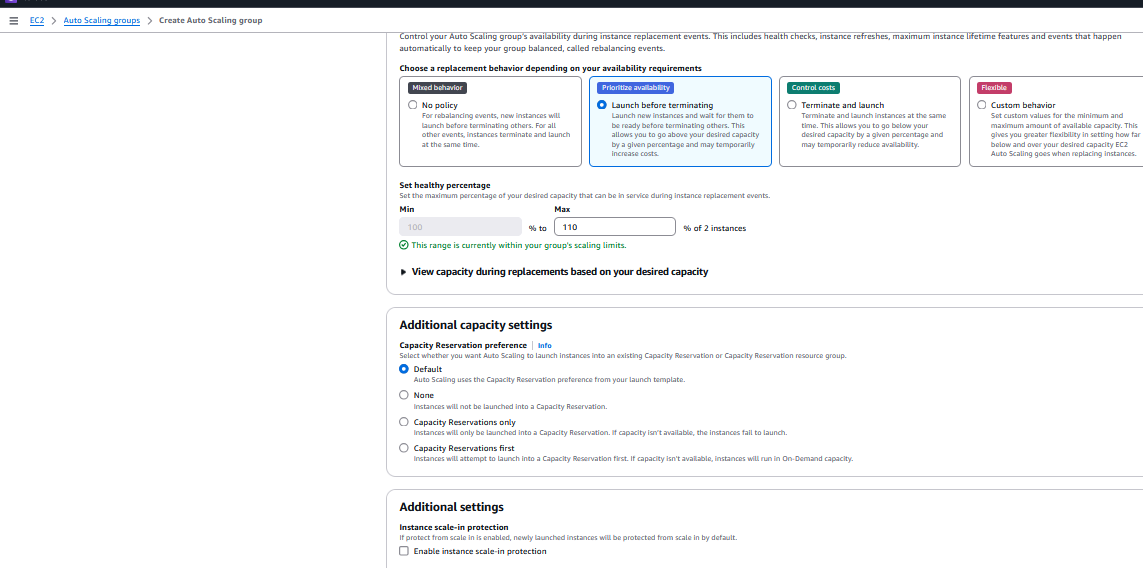 EC2 > Auto Scaling groups > Create Auto Scaling group
Control your Auto Scaling group's availability during instance replacement events. This includes health checks, instance refreshes, maximum instance lifetime features and events that happen
automatically to keep your group balanced, called rebalancing events.
Choose a replacement behavior depending on your availability requirements
Mixed behavior
No policy
For rebalancing events, new instances will
launch before terminating others. For all
other events, instances terminate and launch
at the same time.
Prioritize availability
Launch before terminating
Launch new instances and wait for them to
be ready before terminating others. This
allows you to go above your desired capacity
by a given percentage and may temporarily
increase costs.
Control costs
Terminate and launch
Terminate and launch instances at the same
time. This allows you to go below your
desired capacity by a given percentage and
may temporarily reduce availability.
Flexible
Custom behavior
Set custom values for the minimum and
maximum amount of available capacity. This
gives you greater flexibility in setting how far
below and over your desired capacity EC2
Auto Scaling goes when replacing instances.
Set healthy percentage
Set the maximum percentage of your desired capacity that can be in service during instance replacement events.
Min Max
100 % to 110 % of 2 instances
This range is currently within your group's scaling limits.
View capacity during replacements based on your desired capacity
Additional capacity settings
Capacity Reservation preference | Info
Select whether you want Auto Scaling to launch instances into an existing Capacity Reservation or Capacity Reservation resource group.
Default
Auto Scaling uses the Capacity Reservation preference from your launch template.
None
Instances will not be launched into a Capacity Reservation.
Capacity Reservations only
Instances will only be launched into a Capacity Reservation. If capacity isn't available, the instances fail to launch.
Capacity Reservations first
Instances will attempt to launch into a Capacity Reservation first. If capacity isn't available, instances will run in On-Demand capacity.
Additional settings
Instance scale-in protection
If protect from scale in is enabled, newly launched instances will be protected from scale in by default.
Enable instance scale-in protection